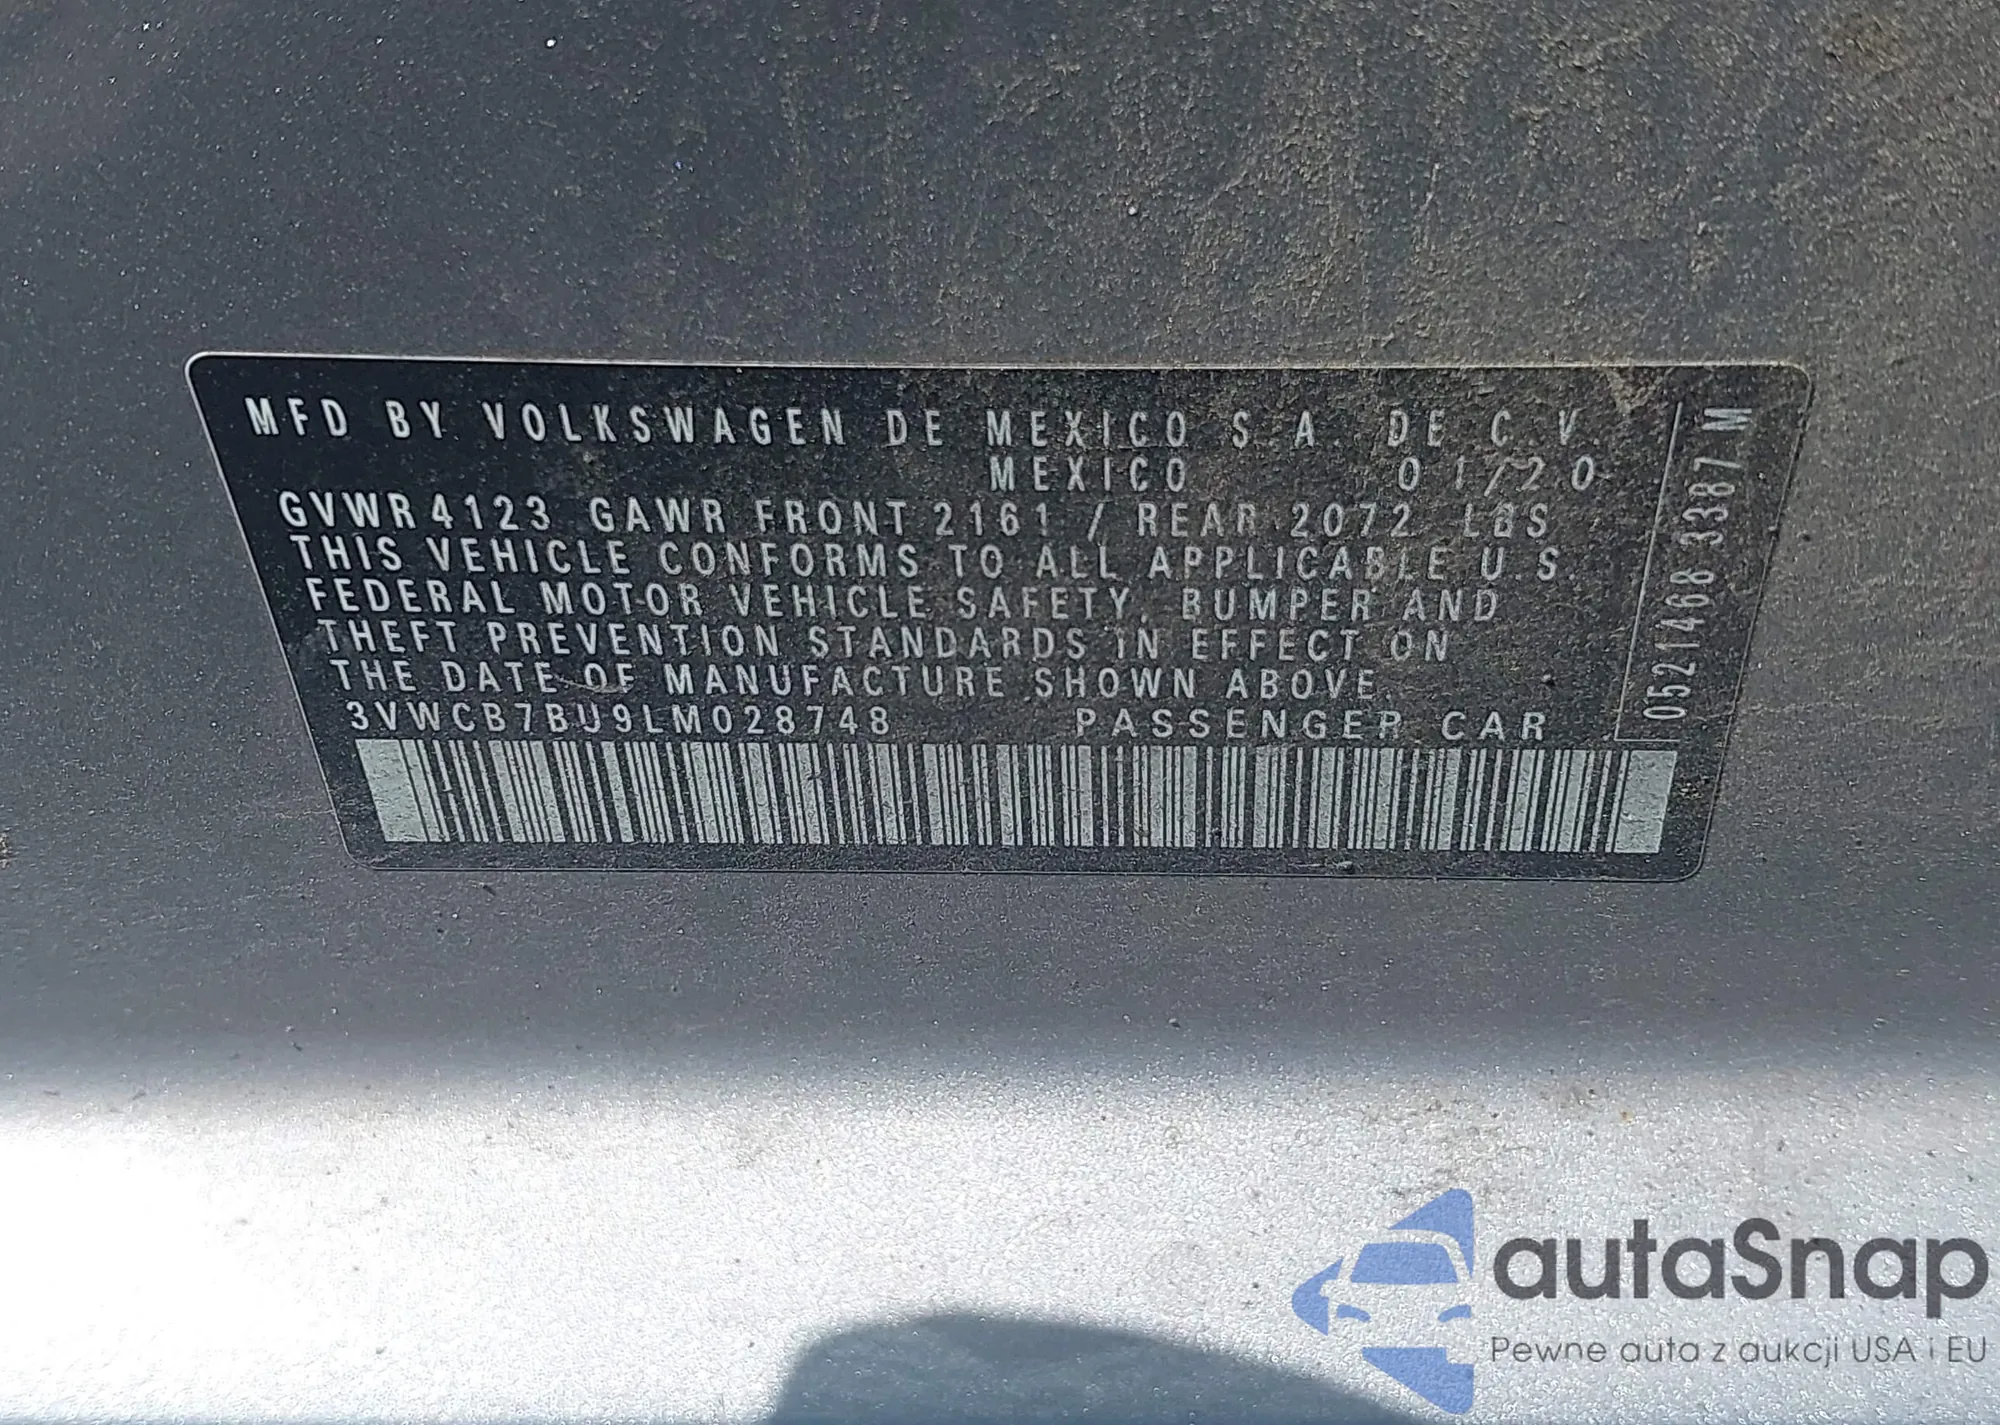 MFD BY VOLKSWAGEN DE MEXICO S.A. DE C.V.
MEXICO 01/20
GVWR 4123 GAWR FRONT 2161 / REAR 2072 LBS
THIS VEHICLE CONFORMS TO ALL APPLICABLE U.S.
FEDERAL MOTOR VEHICLE SAFETY, BUMPER AND
THEFT PREVENTION STANDARDS IN EFFECT ON
THE DATE OF MANUFACTURE SHOWN ABOVE.
3VWCB7BU9LM028748 PASSENGER CAR
0521468 3387 M
autaSnap
Pewne auta z aukcji USA i EU